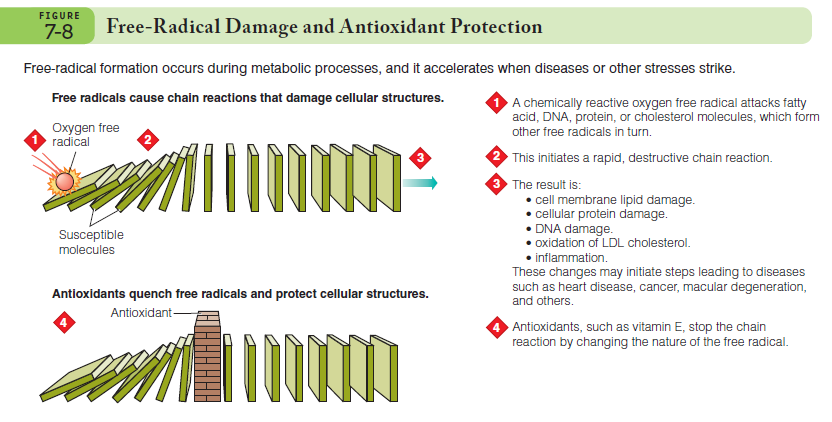 FIGURE
7-8
Free-Radical Damage and Antioxidant Protection
Free-radical formation occurs during metabolic processes, and it accelerates when diseases or other stresses strike.
Free radicals cause chain reactions that damage cellular structures.
1
Oxygen free
radical
2
3
Susceptible
molecules
Antioxidants quench free radicals and protect cellular structures.
Antioxidant
4
1 A chemically reactive oxygen free radical attacks fatty
acid, DNA, protein, or cholesterol molecules, which form
other free radicals in turn.
2 This initiates a rapid, destructive chain reaction.
3 The result is:
• cell membrane lipid damage.
• cellular protein damage.
• DNA damage.
• oxidation of LDL cholesterol.
• inflammation.
These changes may initiate steps leading to diseases
such as heart disease, cancer, macular degeneration,
and others.
4 Antioxidants, such as vitamin E, stop the chain
reaction by changing the nature of the free radical.